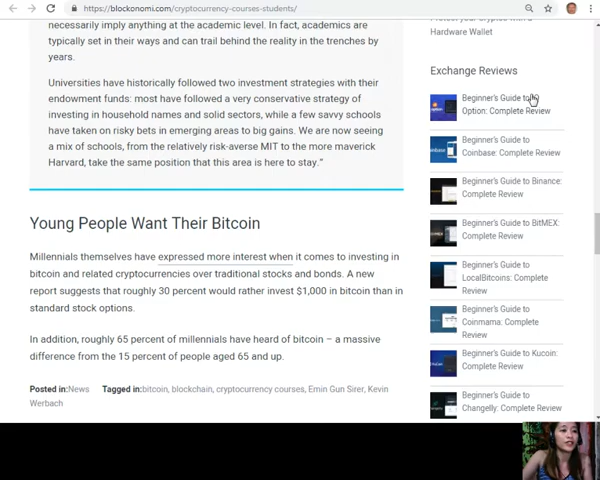 https://blockonomi.com/cryptocurrency-courses-students/
necessarily imply anything at the academic level. In fact, academics are
typically set in their ways and can trail behind the reality in the trenches by
years.
Universities have historically followed two investment strategies with their
endowment funds: most have followed a very conservative strategy of
investing in household names and solid sectors, while a few savvy schools
have taken on risky bets in emerging areas to big gains. We are now seeing
a mix of schools, from the relatively risk-averse MIT to the more maverick
Harvard, take the same position that this area is here to stay.”
Young People Want Their Bitcoin
Millennials themselves have expressed more interest when it comes to investing in
bitcoin and related cryptocurrencies over traditional stocks and bonds. A new
report suggests that roughly 30 percent would rather invest $1,000 in bitcoin than in
standard stock options.
In addition, roughly 65 percent of millennials have heard of bitcoin – a massive
difference from the 15 percent of people aged 65 and up.
Posted in:News Tagged in:bitcoin, blockchain, cryptocurrency courses, Emin Gun Sirer, Kevin
Werbach
Hardware Wallet
Exchange Reviews
Beginner's Guide to
Option: Complete Review
Beginner's Guide to
Coinbase: Complete Review
Beginner's Guide to Binance:
Complete Review
Beginner's Guide to BitMEX:
Complete Review
Beginner's Guide to
LocalBitcoins: Complete
Review
Beginner's Guide to
Coinmama: Complete
Review
Beginner's Guide to Kucoin:
Complete Review
Beginner's Guide to
Changelly: Complete Review